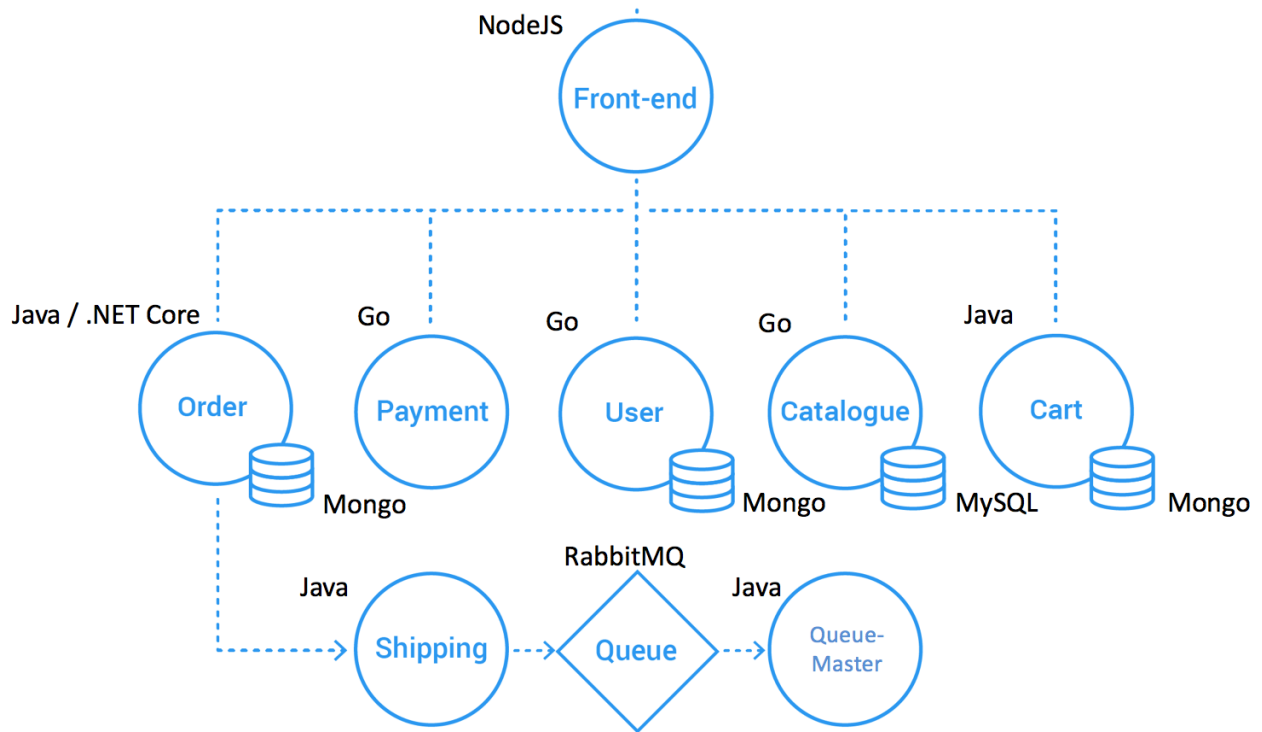 NodeJS
Front-end
Java / .NET Core
Go
Go
Go
Java
Order
Payment
User
Catalogue
Cart
Mongo
Mongo
MySQL
Mongo
RabbitMQ
Java
Java
Shipping
Queue
Queue-
Master